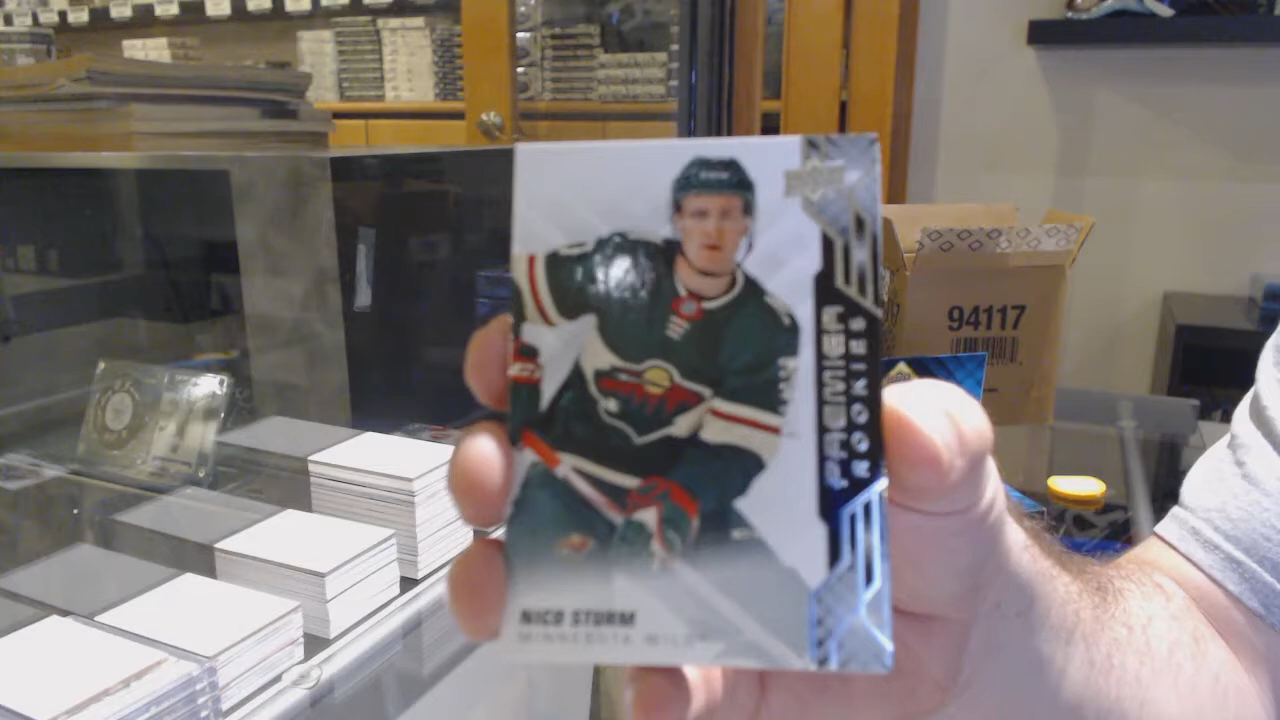 94117
PREMIER
ROOKIES
NICO STURM
MINNESOTA WILD